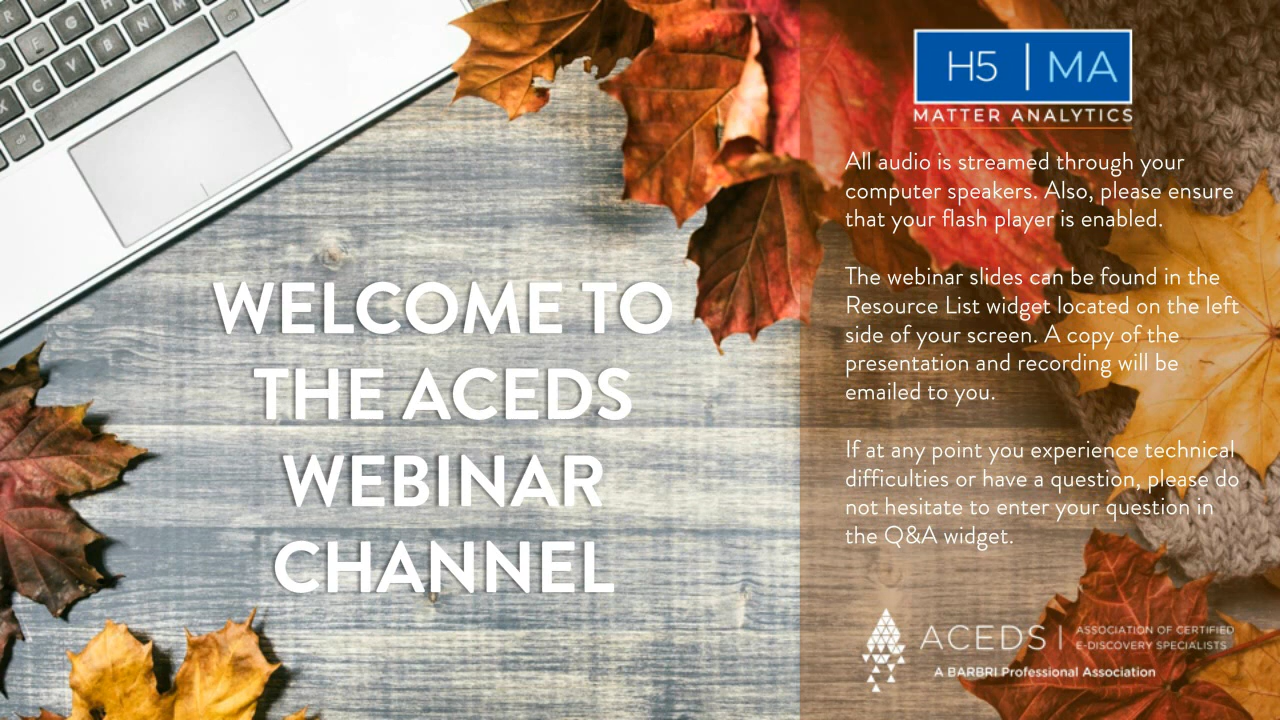 WELCOME TO
THE ACEDS
WEBINAR
CHANNEL
H5 | MA
MATTER ANALYTICS
All audio is streamed through your
computer speakers. Also, please ensure
that your flash player is enabled.
The webinar slides can be found in the
Resource List widget located on the left
side of your screen. A copy of the
presentation and recording will be
emailed to you.
If at any point you experience technical
difficulties or have a question, please do
not hesitate to enter your question in
the Q&A widget.
ACEDS | ASSOCIATION OF CERTIFIED
E-DISCOVERY SPECIALISTS
A BARBRI Professional Association